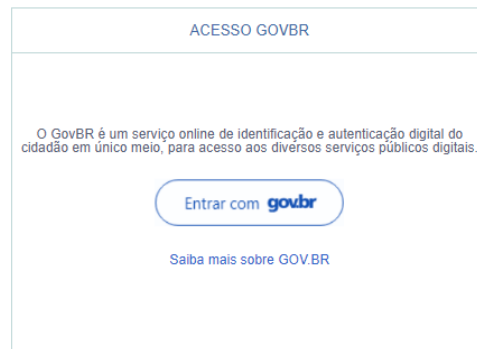 ACESSO GOVBR
O GovBR é um serviço online de identificação e autenticação digital do
cidadão em único meio, para acesso aos diversos serviços públicos digitais.
Entrar com gov.br
Saiba mais sobre GOV.BR